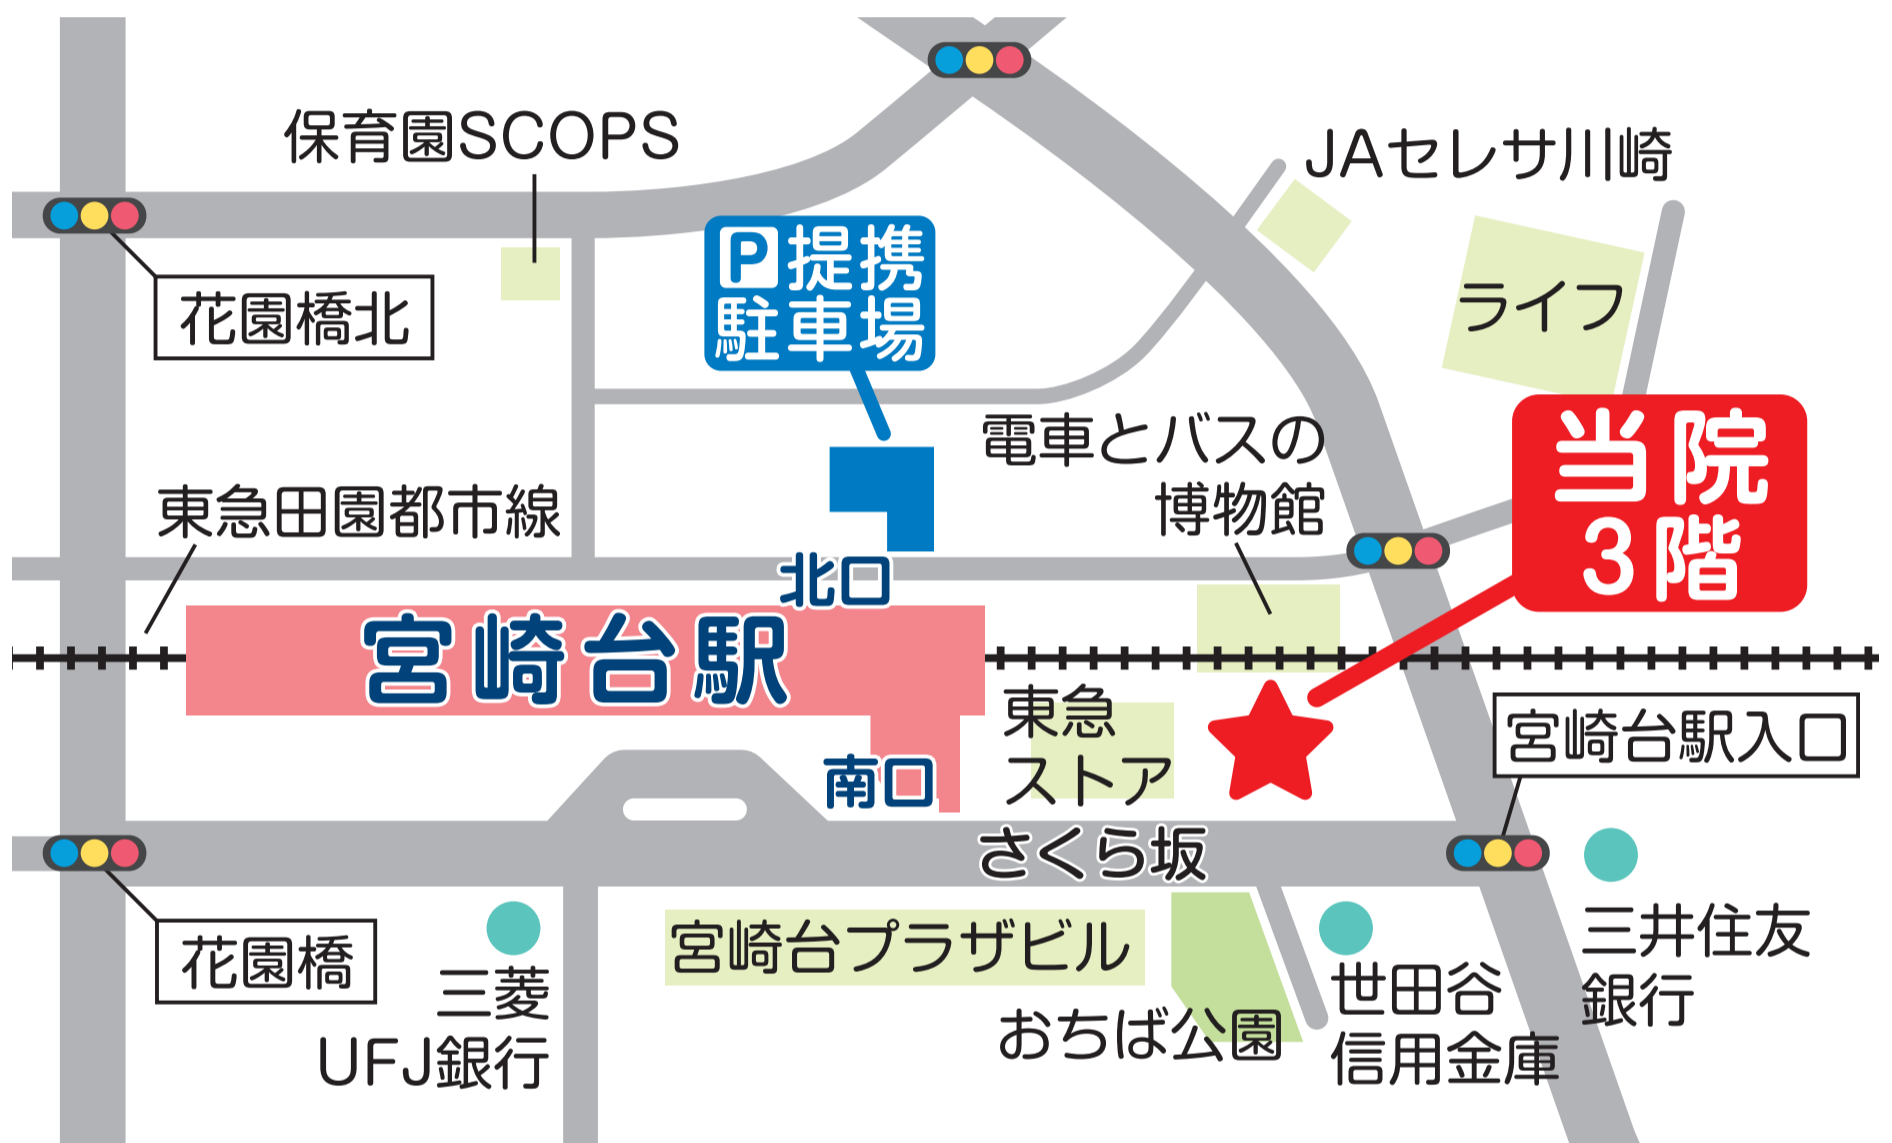 保育園SCOPS
JAセレサ川崎
P提携
駐車場
花園橋北
ライフ
電車とバスの
博物館
当院
3階
東急田園都市線
北口
宮崎台駅
東急
ストア
宮崎台駅入口
南口
さくら坂
花園橋
三菱
UFJ銀行
宮崎台プラザビル
おちば公園
世田谷
信用金庫
三井住友
銀行